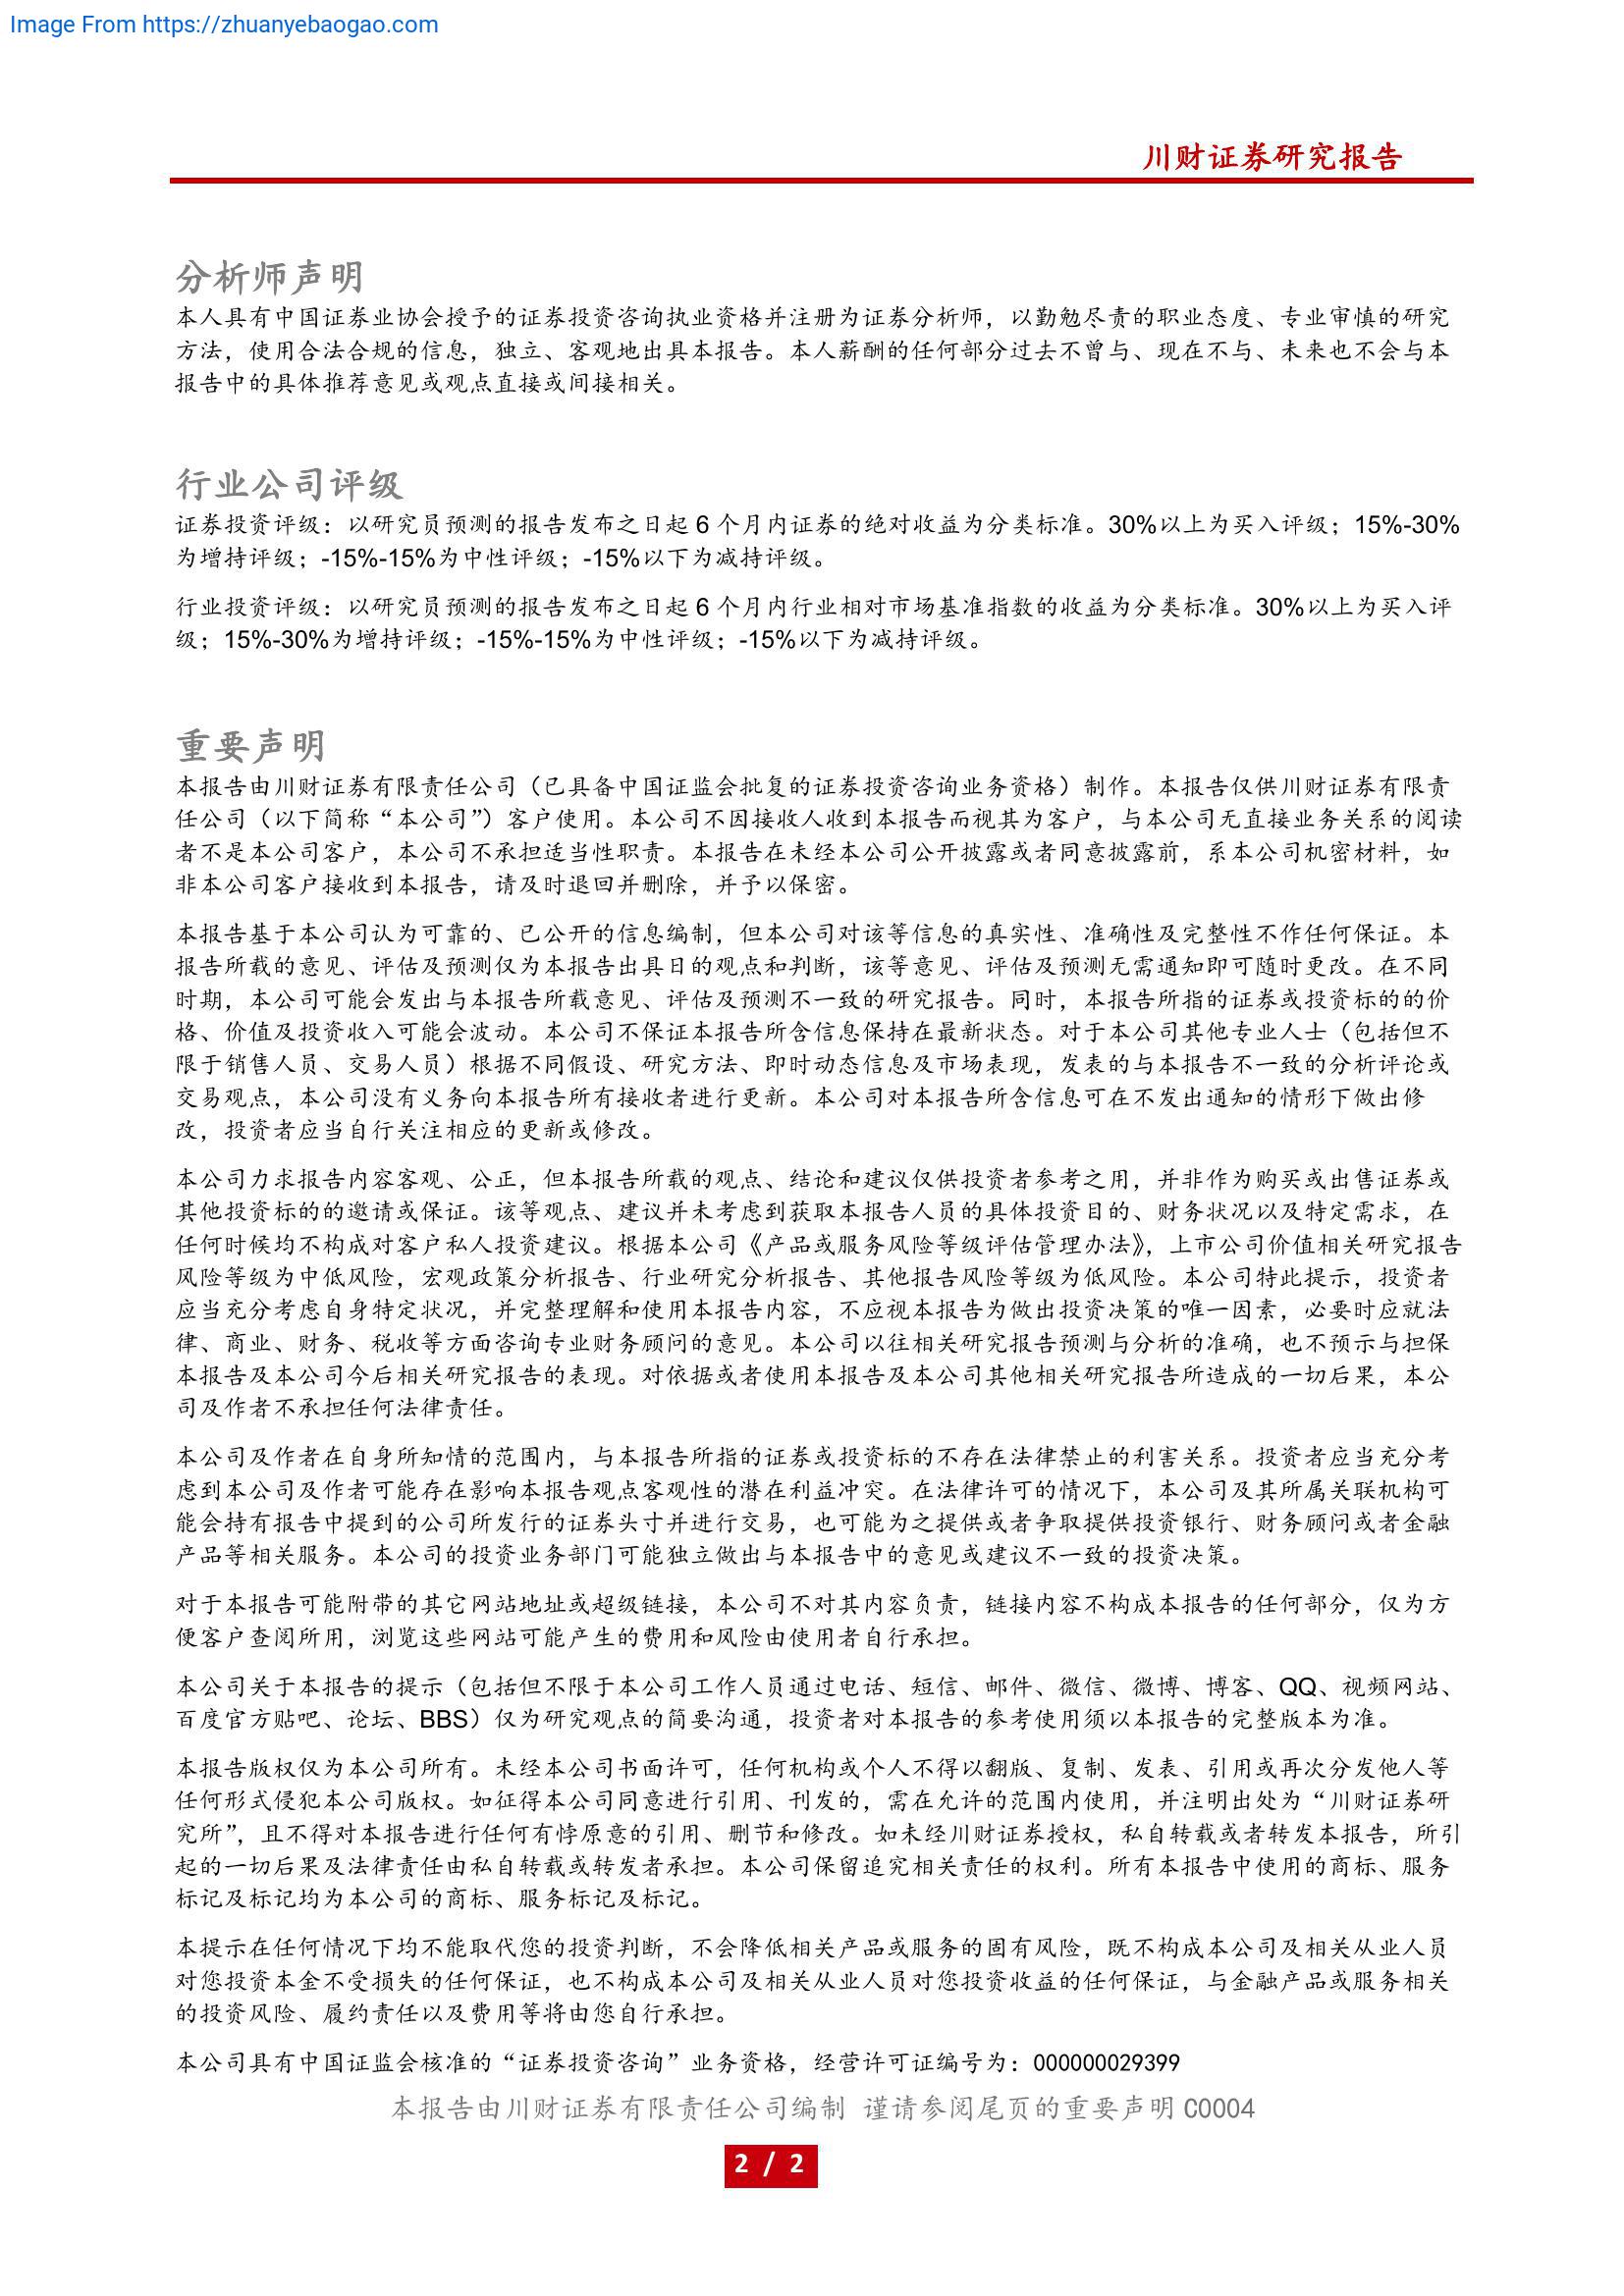 Image From https://zhuanyebaogao.com
川财证券研究报告
分析师声明
本人具有中国证券业协会授予的证券投资咨询执业资格并注册为证券分析师，以勤勉尽责的职业态度、专业审慎的研究
方法，使用合法合规的信息，独立、客观地出具本报告。本人薪酬的任何部分过去不曾与、现在不与、未来也不会与本
报告中的具体推荐意见或观点直接或间接相关。
行业公司评级
证券投资评级：以研究员预测的报告发布之日起 6 个月内证券的绝对收益为分类标准。30%以上为买入评级；15%-30%
为增持评级；-15%-15%为中性评级；-15%以下为减持评级。
行业投资评级：以研究员预测的报告发布之日起 6 个月内行业相对市场基准指数的收益为分类标准。30%以上为买入评
级；15%-30%为增持评级；-15%-15%为中性评级；-15%以下为减持评级。
重要声明
本报告由川财证券有限责任公司（已具备中国证监会批复的证券投资咨询业务资格）制作。本报告仅供川财证券有限责
任公司（以下简称“本公司”）客户使用。本公司不因接收人收到本报告而视其为客户，与本公司无直接业务关系的阅读
者不是本公司客户，本公司不承担适当性职责。本报告在未经本公司公开披露或者同意披露前，系本公司机密材料，如
非本公司客户接收到本报告，请及时退回并删除，并予以保密。
本报告基于本公司认为可靠的、已公开的信息编制，但本公司对该等信息的真实性、准确性及完整性不作任何保证。本
报告所载的意见、评估及预测仅为本报告出具日的观点和判断，该等意见、评估及预测无需通知即可随时更改。在不同
时期，本公司可能会发出与本报告所载意见、评估及预测不一致的研究报告。同时，本报告所指的证券或投资标的的价
格、价值及投资收入可能会波动。本公司不保证本报告所含信息保持在最新状态。对于本公司其他专业人士（包括但不
限于销售人员、交易人员）根据不同假设、研究方法、即时动态信息及市场表现，发表的与本报告不一致的分析评论或
交易观点，本公司没有义务向本报告所有接收者进行更新。本公司对本报告所含信息可在不发出通知的情形下做出修
改，投资者应当自行关注相应的更新或修改。
本公司力求报告内容客观、公正，但本报告所载的观点、结论和建议仅供投资者参考之用，并非作为购买或出售证券或
其他投资标的的邀请或保证。该等观点、建议并未考虑到获取本报告人员的具体投资目的、财务状况以及特定需求，在
任何时候均不构成对客户私人投资建议。根据本公司《产品或服务风险等级评估管理办法》，上市公司价值相关研究报告
风险等级为中低风险，宏观政策分析报告、行业研究分析报告、其他报告风险等级为低风险。本公司特此提示，投资者
应当充分考虑自身特定状况，并完整理解和使用本报告内容，不应视本报告为做出投资决策的唯一因素，必要时应就法
律、商业、财务、税收等方面咨询专业财务顾问的意见。本公司以往相关研究报告预测与分析的准确，也不预示与担保
本报告及本公司今后相关研究报告的表现。对依据或者使用本报告及本公司其他相关研究报告所造成的一切后果，本公
司及作者不承担任何法律责任。
本公司及作者在自身所知情的范围内，与本报告所指的证券或投资标的不存在法律禁止的利害关系。投资者应当充分考
虑到本公司及作者可能存在影响本报告观点客观性的潜在利益冲突。在法律许可的情况下，本公司及其所属关联机构可
能会持有报告中提到的公司所发行的证券头寸并进行交易，也可能为之提供或者争取提供投资银行、财务顾问或者金融
产品等相关服务。本公司的投资业务部门可能独立做出与本报告中的意见或建议不一致的投资决策。
对于本报告可能附带的其它网站地址或超级链接，本公司不对其内容负责，链接内容不构成本报告的任何部分，仅为方
便客户查阅所用，浏览这些网站可能产生的费用和风险由使用者自行承担。
本公司关于本报告的提示（包括但不限于本公司工作人员通过电话、短信、邮件、微信、微博、博客、QQ、视频网站、
百度官方贴吧、论坛、BBS）仅为研究观点的简要沟通，投资者对本报告的参考使用须以本报告的完整版本为准。
本报告版权仅为本公司所有。未经本公司书面许可，任何机构或个人不得以翻版、复制、发表、引用或再次分发他人等
任何形式侵犯本公司版权。如征得本公司同意进行引用、刊发的，需在允许的范围内使用，并注明出处为“川财证券研
究所”，且不得对本报告进行任何有悖原意的引用、删节和修改。如未经川财证券授权，私自转载或者转发本报告，所引
起的一切后果及法律责任由私自转载或转发者承担。本公司保留追究相关责任的权利。所有本报告中使用的商标、服务
标记及标记均为本公司的商标、服务标记及标记。
本提示在任何情况下均不能取代您的投资判断，不会降低相关产品或服务的固有风险，既不构成本公司及相关从业人员
对您投资本金不受损失的任何保证，也不构成本公司及相关从业人员对您投资收益的任何保证，与金融产品或服务相关
的投资风险、履约责任以及费用等将由您自行承担。
本公司具有中国证监会核准的“证券投资咨询”业务资格，经营许可证编号为：000000029399
本报告由川财证券有限责任公司编制 谨请参阅尾页的重要声明 C0004
2 / 2